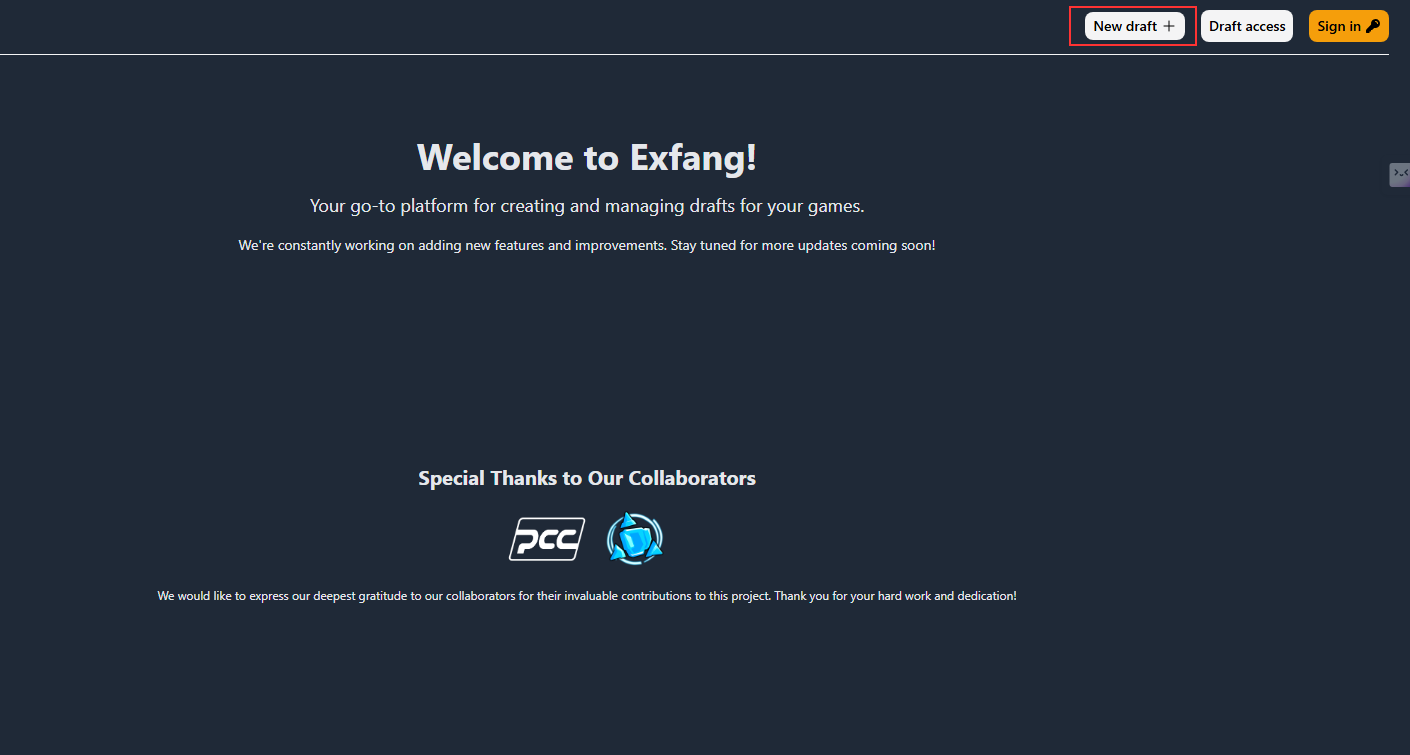 New draft +
Draft access
Sign in
Welcome to Exfang!
Your go-to platform for creating and managing drafts for your games.
We're constantly working on adding new features and improvements. Stay tuned for more updates coming soon!
Special Thanks to Our Collaborators
pcc
We would like to express our deepest gratitude to our collaborators for their invaluable contributions to this project. Thank you for your hard work and dedication!